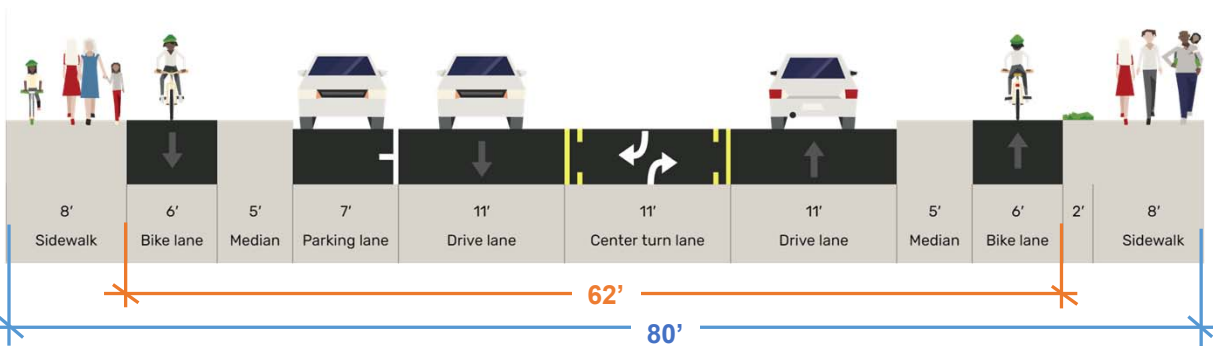 8’ 6’ 5’ 7’ 11’ 11’ 11’ 5’ 6’ 2’ 8’
Sidewalk Bike lane Median Parking lane Drive lane Center turn lane Drive lane Median Bike lane Sidewalk
62’
80’